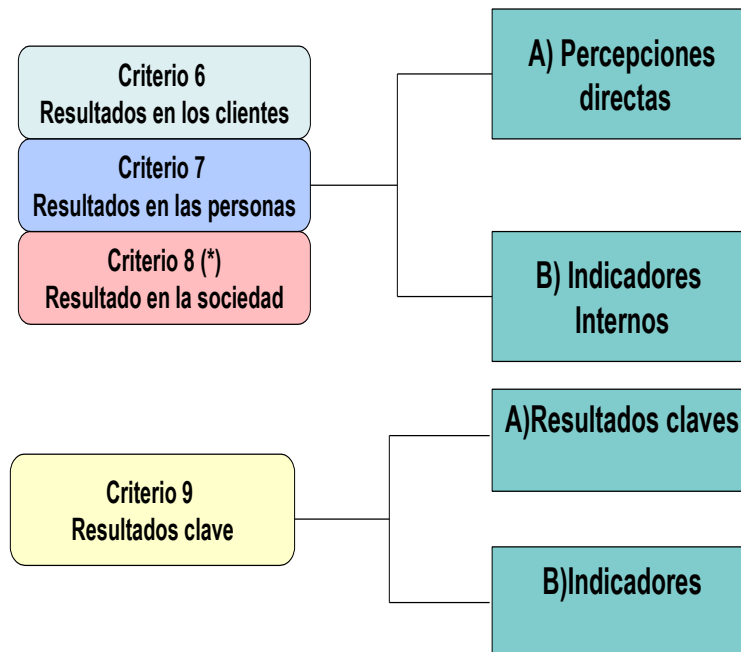 Criterio 6
Resultados en los clientes
Criterio 7
Resultados en las personas
Criterio 8 (*)
Resultado en la sociedad
A) Percepciones
directas
B) Indicadores
Internos
Criterio 9
Resultados clave
A)Resultados claves
B)Indicadores